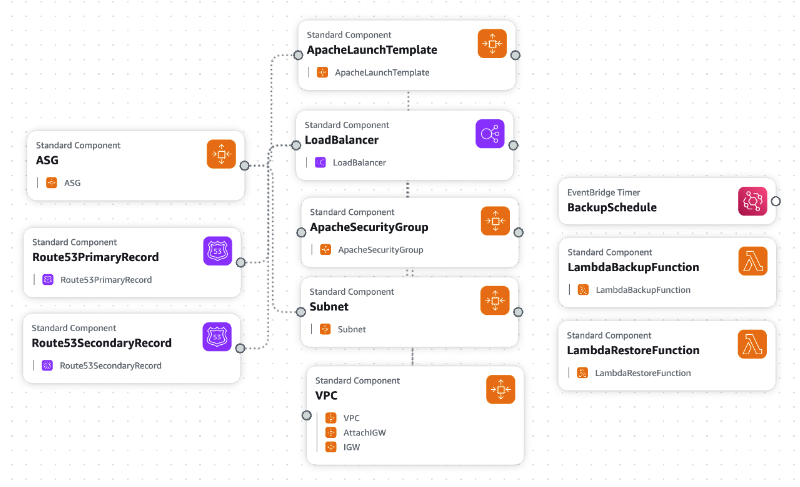 Standard Component
ApacheLaunchTemplate
ApacheLaunchTemplate
Standard Component
LoadBalancer
LoadBalancer
Standard Component
ASG
ASG
Standard Component
ApacheSecurityGroup
ApacheSecurityGroup
Standard Component
Route53PrimaryRecord
53
Route53PrimaryRecord
Standard Component
Subnet
Subnet
Standard Component
Route53SecondaryRecord
53
Route53SecondaryRecord
Standard Component
VPC
VPC
AttachIGW
IGW
EventBridge Timer
BackupSchedule
Standard Component
LambdaBackupFunction
LambdaBackupFunction
Standard Component
LambdaRestoreFunction
LambdaRestoreFunction